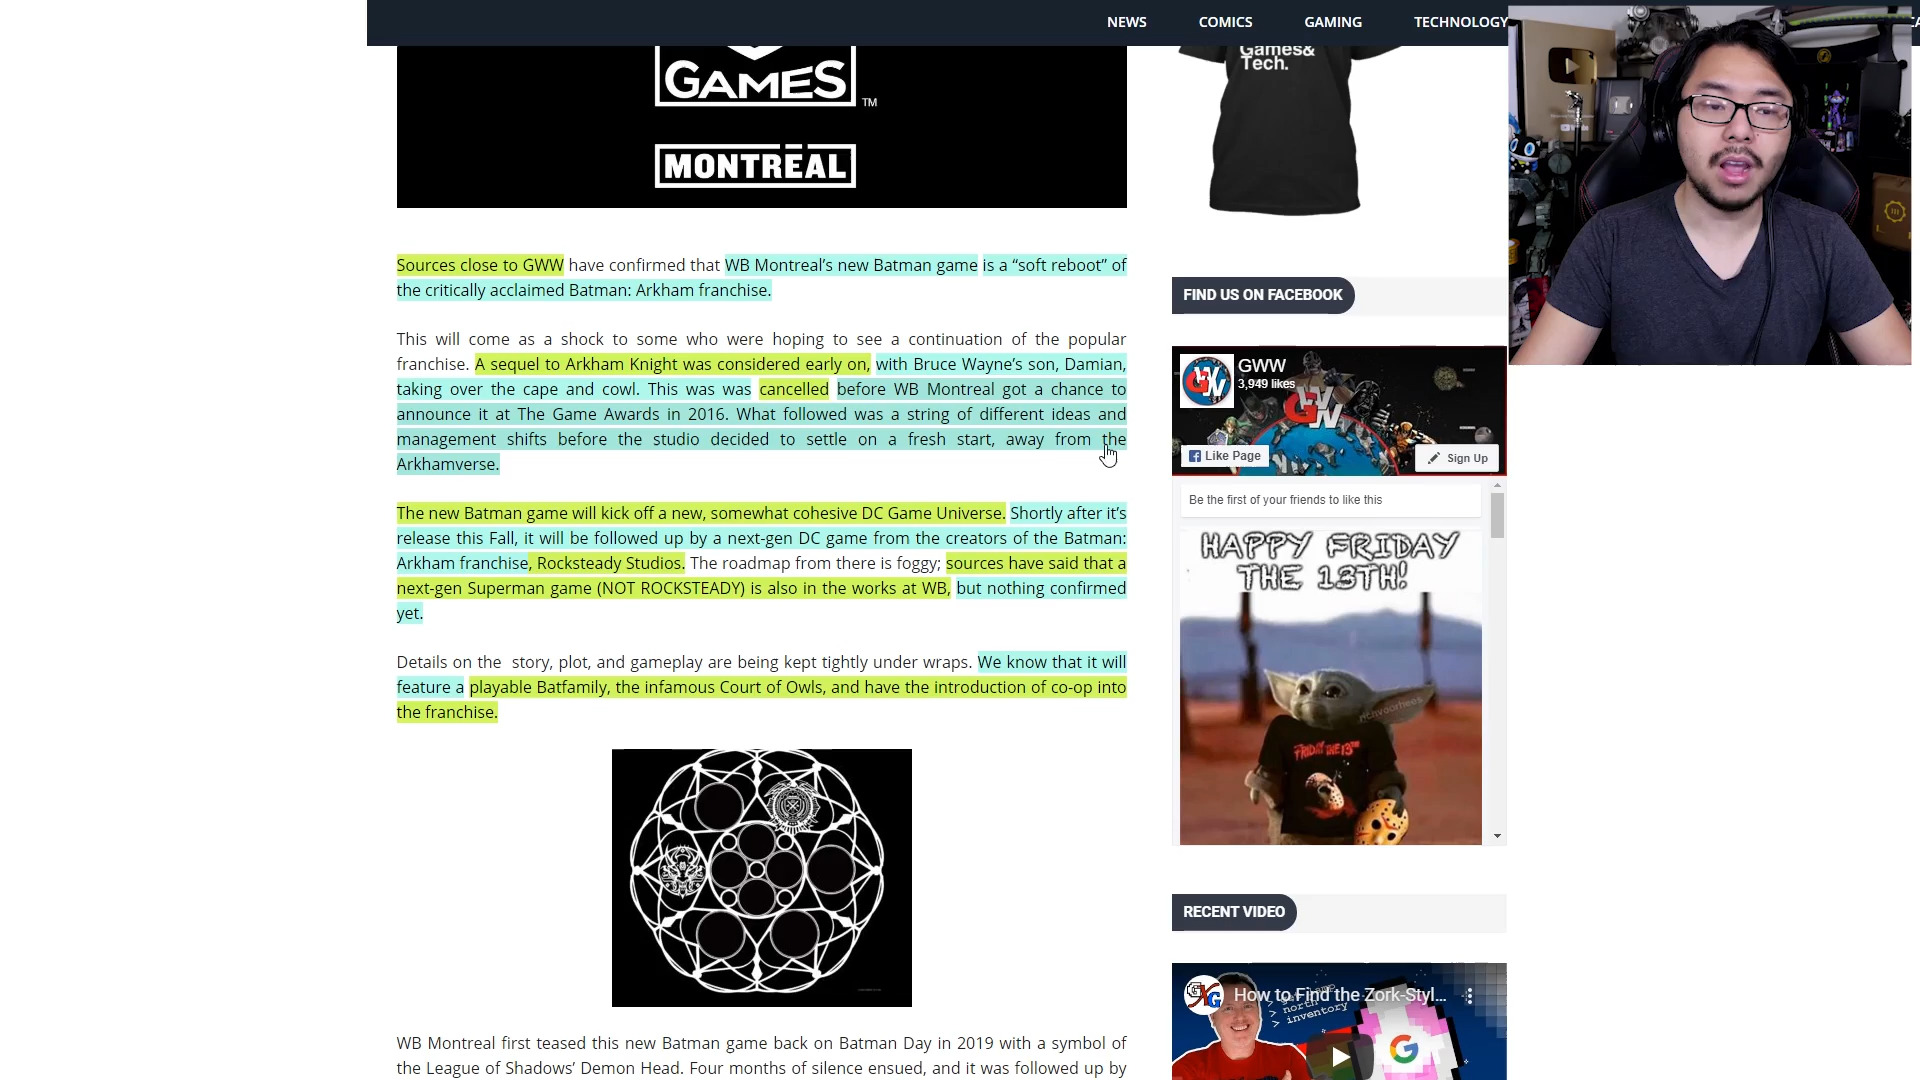 NEWS COMICS GAMING TECHNOLOGY
Games&
Tech.
GAMES
TM
MONTRÉAL
Sources close to GWW have confirmed that WB Montreal’s new Batman game is a “soft reboot” of
the critically acclaimed Batman: Arkham franchise.
This will come as a shock to some who were hoping to see a continuation of the popular
franchise. A sequel to Arkham Knight was considered early on, with Bruce Wayne’s son, Damian,
taking over the cape and cowl. This was was cancelled before WB Montreal got a chance to
announce it at The Game Awards in 2016. What followed was a string of different ideas and
management shifts before the studio decided to settle on a fresh start, away from the
Arkhamverse.
The new Batman game will kick off a new, somewhat cohesive DC Game Universe. Shortly after it’s
release this Fall, it will be followed up by a next-gen DC game from the creators of the Batman:
Arkham franchise, Rocksteady Studios. The roadmap from there is foggy; sources have said that a
next-gen Superman game (NOT ROCKSTEADY) is also in the works at WB, but nothing confirmed
yet.
Details on the story, plot, and gameplay are being kept tightly under wraps. We know that it will
feature a playable Batfamily, the infamous Court of Owls, and have the introduction of co-op into
the franchise.
WB Montreal first teased this new Batman game back on Batman Day in 2019 with a symbol of
the League of Shadows’ Demon Head. Four months of silence ensued, and it was followed up by
FIND US ON FACEBOOK
GWW
3,949 likes
Like Page
Sign Up
Be the first of your friends to like this
HAPPY FRIDAY
THE 13TH!
richvoorhees
FRIDAY THE 13TH
RECENT VIDEO
How to Find the Zork-Styl...
> north
> inventory